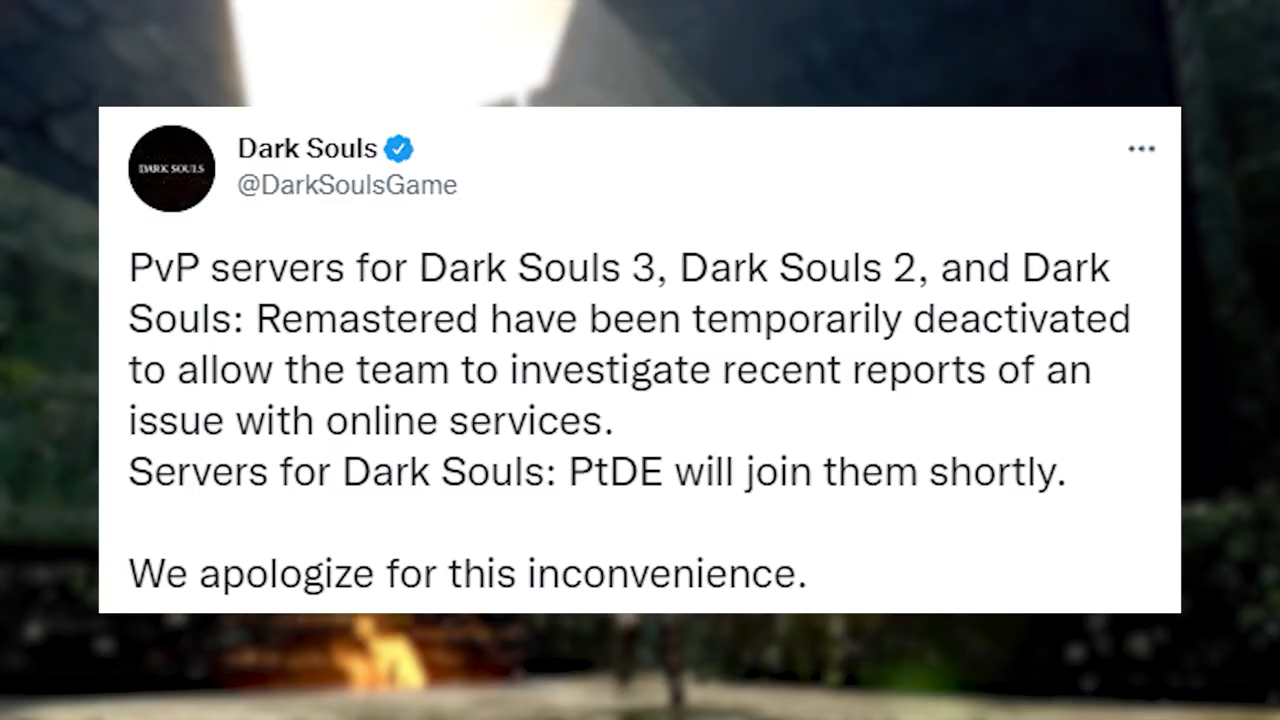 DARK SOULS
Dark Souls
@DarkSoulsGame
PvP servers for Dark Souls 3, Dark Souls 2, and Dark
Souls: Remastered have been temporarily deactivated
to allow the team to investigate recent reports of an
issue with online services.
Servers for Dark Souls: PtDE will join them shortly.
We apologize for this inconvenience.